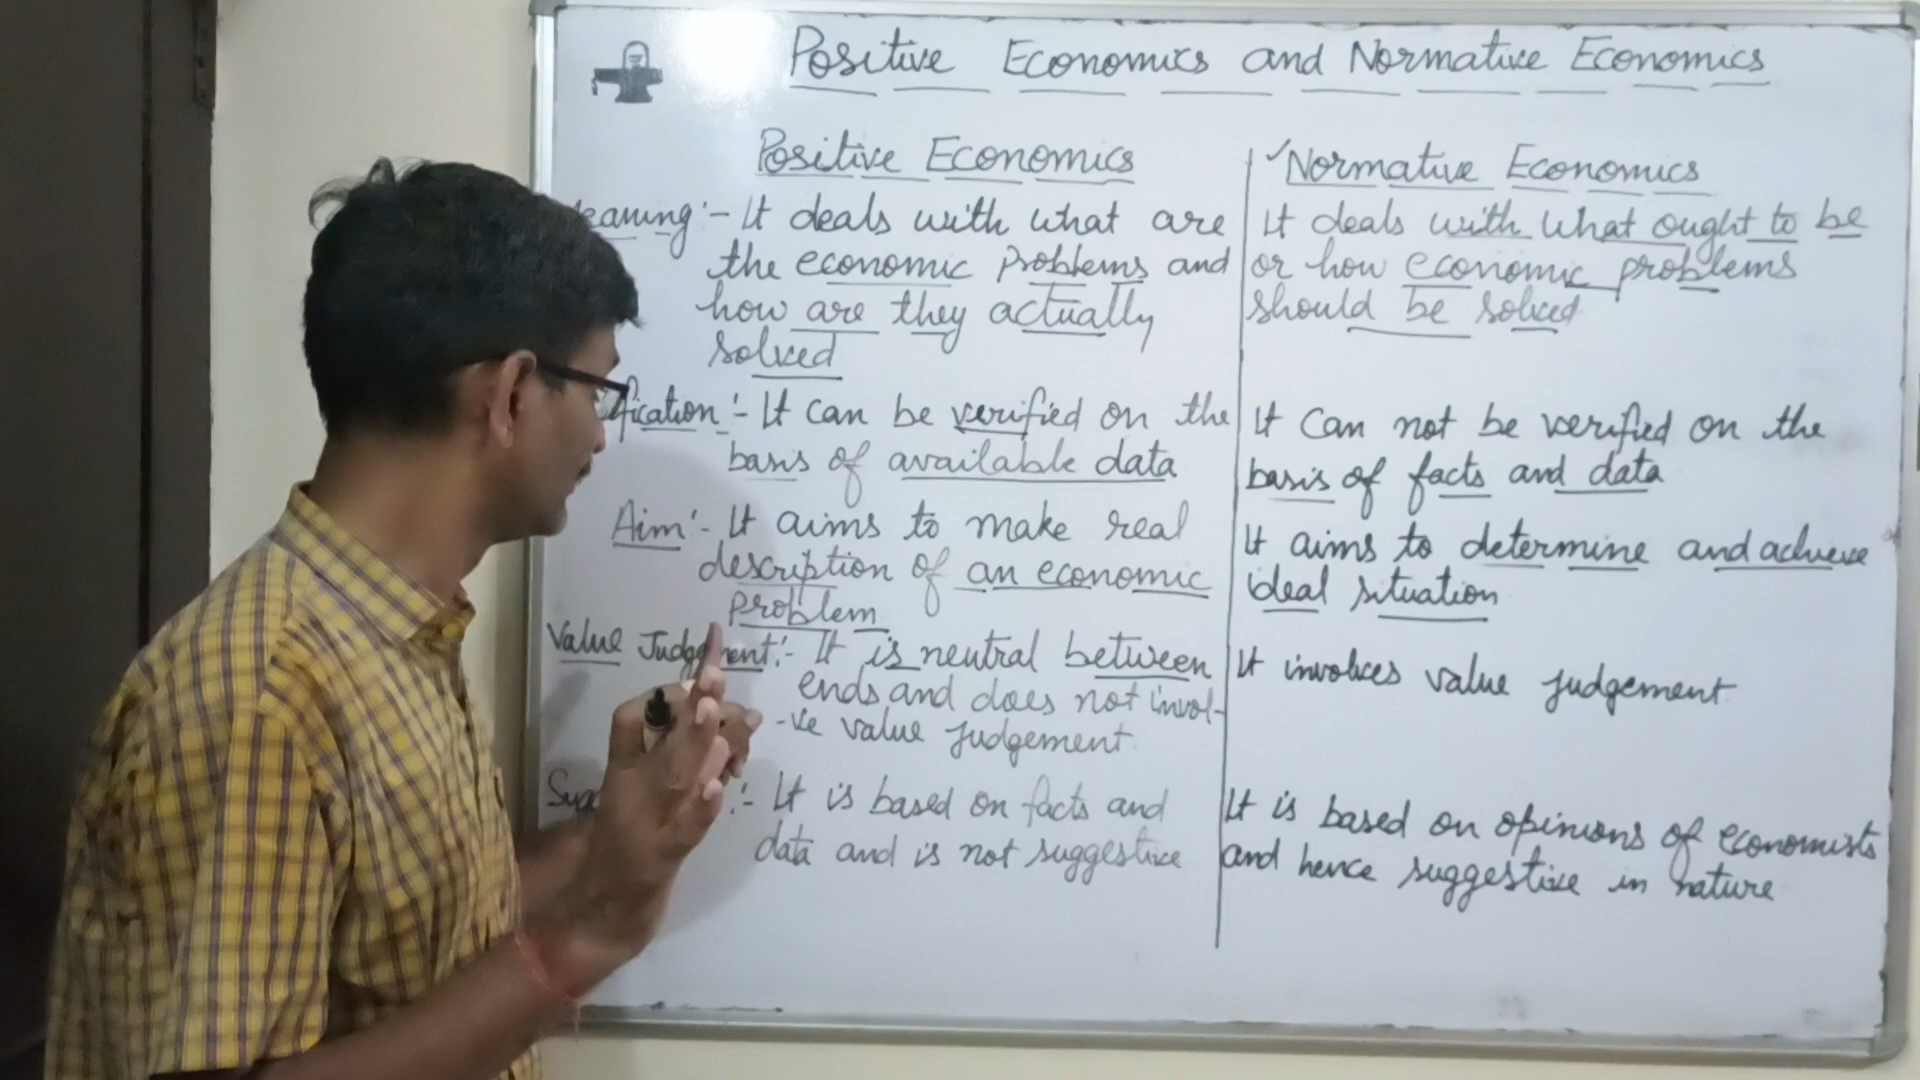 Positive Economics and Normative Economics
Positive Economics
Meaning:- It deals with what are
the economic problems and
how are they actually
solved
fication:- It can be verified on the
basis of available data
Aim:- It aims to make real
description of an economic
problem
Value Judgement:- It is neutral between
ends and does not invol-
-ve value judgement.
:- It is based on facts and
data and is not suggestive
Normative Economics
It deals with what ought to be
or how economic problems
should be solved
It can not be verified on the
basis of facts and data
It aims to determine and achieve
ideal situation
It involves value judgement
It is based on opinions of economists
and hence suggestive in nature